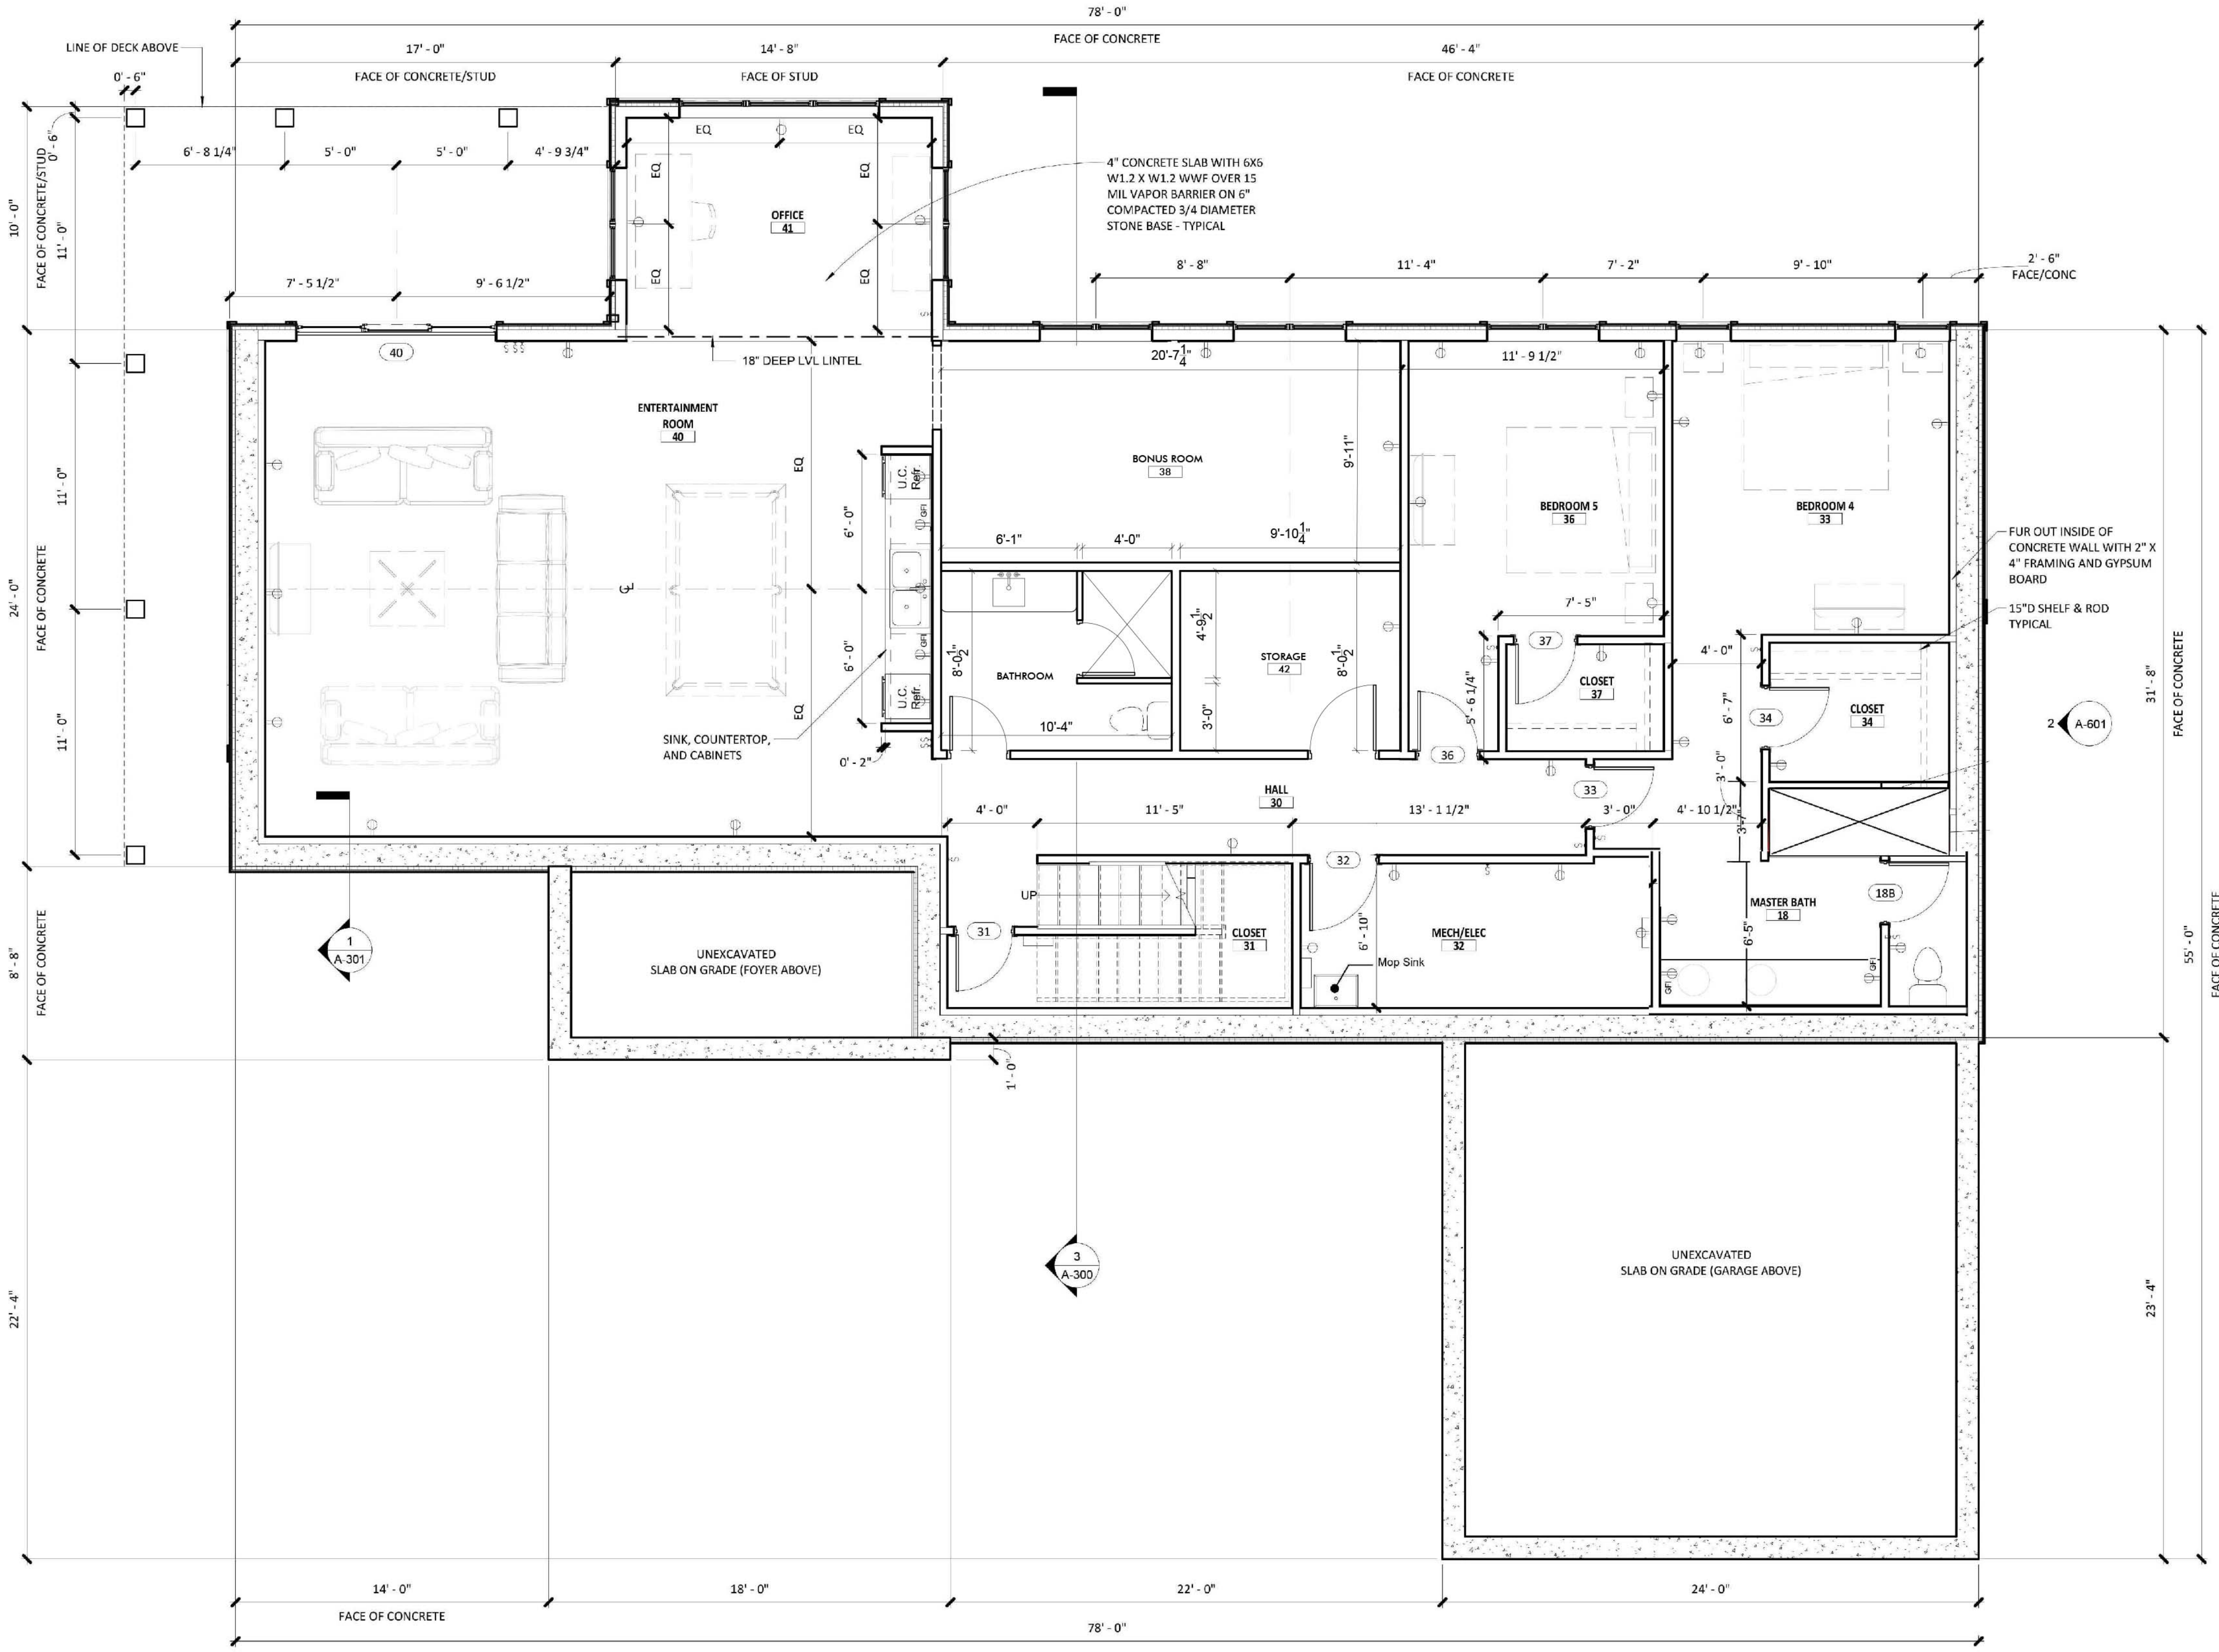 78' - 0"
FACE OF CONCRETE
LINE OF DECK ABOVE
17' - 0"
14' - 8"
46' - 4"
FACE OF CONCRETE/STUD
FACE OF STUD
FACE OF CONCRETE
0' - 6"
0' - 6"
6' - 8 1/4"
5' - 0"
5' - 0"
4' - 9 3/4"
EQ
EQ
EQ
EQ
EQ
EQ
OFFICE
41
4" CONCRETE SLAB WITH 6X6
W1.2 X W1.2 WWF OVER 15
MIL VAPOR BARRIER ON 6"
COMPACTED 3/4 DIAMETER
STONE BASE - TYPICAL
10' - 0"
FACE OF CONCRETE/STUD
11' - 0"
7' - 5 1/2"
9' - 6 1/2"
8' - 8"
11' - 4"
7' - 2"
9' - 10"
2' - 6"
FACE/CONC
S
40
S S S
18" DEEP LVL LINTEL
20'-7 1/4"
11' - 9 1/2"
ENTERTAINMENT
ROOM
40
EQ
U.C.
Refr.
GFI
6' - 0"
BONUS ROOM
38
9'-11"
BEDROOM 5
36
BEDROOM 4
33
FUR OUT INSIDE OF
CONCRETE WALL WITH 2" X
4" FRAMING AND GYPSUM
BOARD
15"D SHELF & ROD
TYPICAL
11' - 0"
24' - 0"
FACE OF CONCRETE
CL
6'-1"
4'-0"
9'-10 1/4"
7' - 5"
37
4' - 0"
S
6' - 0"
GFI
U.C.
Refr.
EQ
8'-0 1/2"
BATHROOM
4'-9 1/2"
STORAGE
42
8'-0 1/2"
S
5' - 6 1/4"
CLOSET
37
6' - 7"
34
CLOSET
34
31' - 8"
FACE OF CONCRETE
2
A-601
11' - 0"
3'-0"
10'-4"
SINK, COUNTERTOP,
AND CABINETS
0' - 2"
SS
36
3' - 0"
HALL
30
33
4' - 0"
11' - 5"
13' - 1 1/2"
3' - 0"
4' - 10 1/2"
3'-7"
S
S
S
32
UP
S
18B
MASTER BATH
18
8' - 8"
FACE OF CONCRETE
1
A-301
UNEXCAVATED
SLAB ON GRADE (FOYER ABOVE)
31
CLOSET
31
6' - 10"
MECH/ELEC
32
Mop Sink
6'-5"
GFI
GFI
S
55' - 0"
FACE OF CONCRETE
1' - 0"
3
A-300
UNEXCAVATED
SLAB ON GRADE (GARAGE ABOVE)
22' - 4"
23' - 4"
14' - 0"
18' - 0"
22' - 0"
24' - 0"
FACE OF CONCRETE
78' - 0"